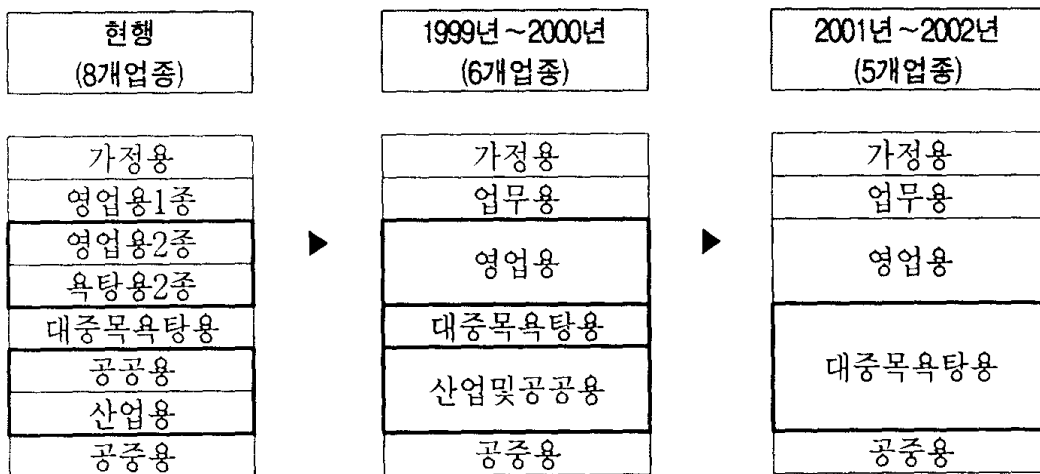 현행
(8개업종)
가정용
영업용1종
영업용2종
욕탕용2종
대중목욕탕용
공공용
산업용
공중용
▶
1999년~2000년
(6개업종)
가정용
업무용
영업용
대중목욕탕용
산업및공공용
공중용
▶
2001년~2002년
(5개업종)
가정용
업무용
영업용
대중목욕탕용
공중용